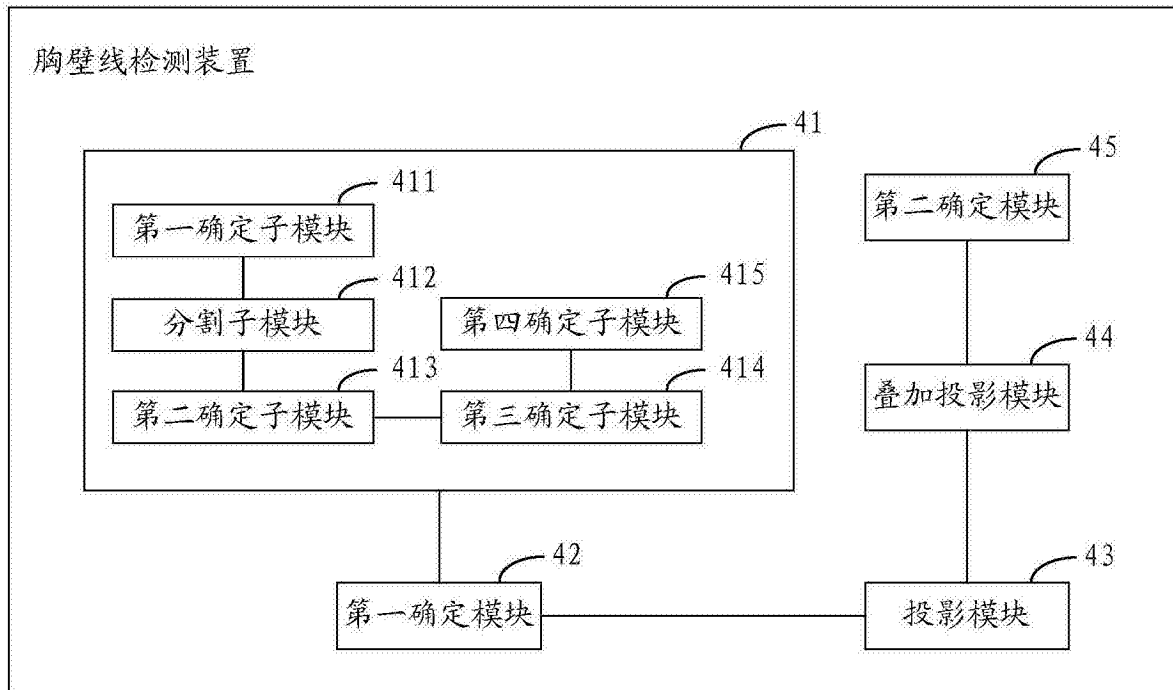 胸壁线检测装置
41
45
411
第一确定子模块
第二确定模块
412
415
分割子模块
第四确定子模块
44
413
414
叠加投影模块
第二确定子模块
第三确定子模块
42
43
第一确定模块
投影模块